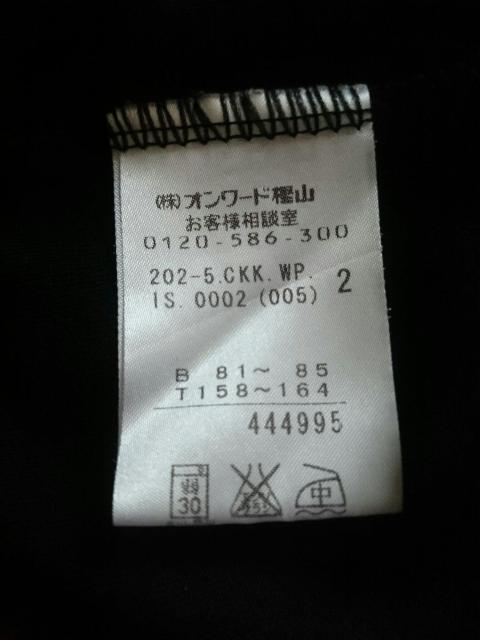 (株)オンワード樫山
お客様相談室
0120-586-300
202-5.CKK.WP.
IS.0002(005) 2
B 81～ 85
T158～164
444995
30
中